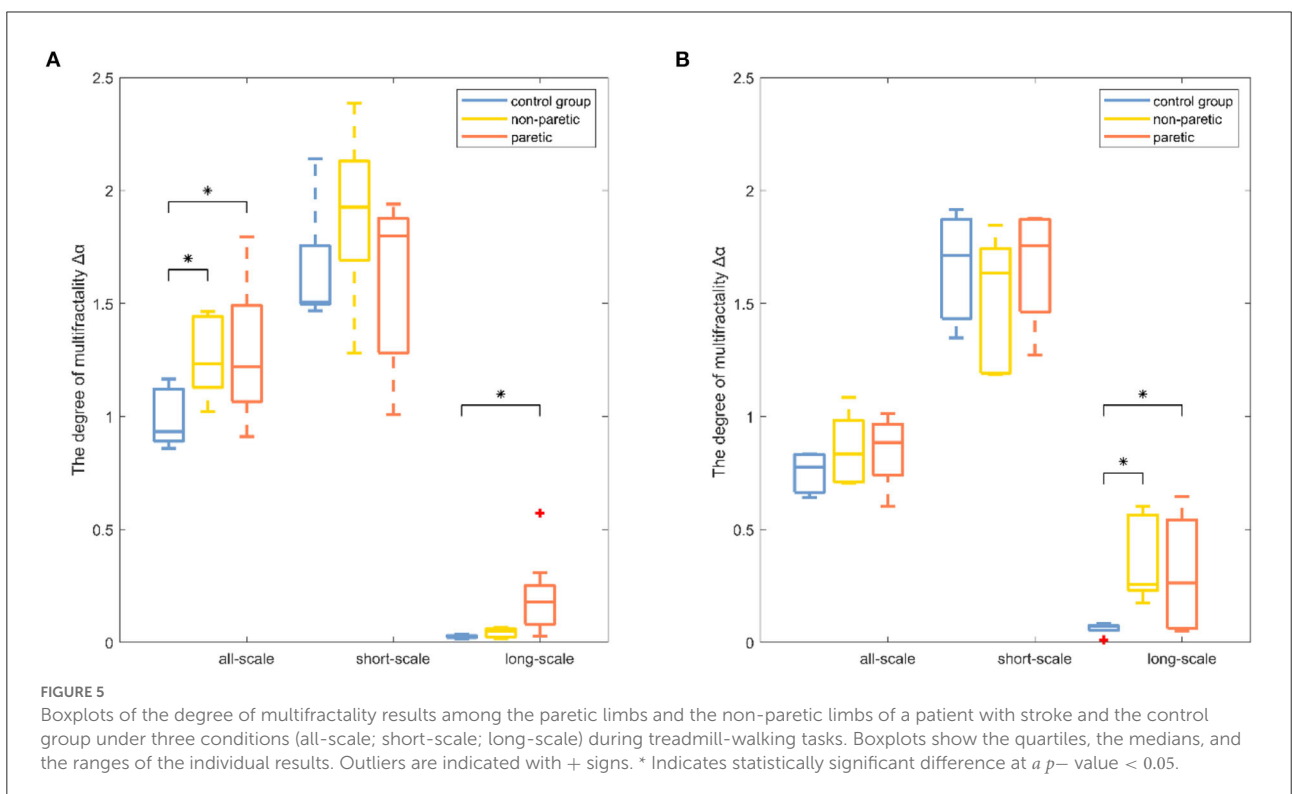 A
B
2.5
2
1.5
1
0.5
0
The degree of multifractality Δα
control group
non-paretic
paretic
*
*
*
all-scale
short-scale
long-scale
2.5
2
1.5
1
0.5
0
The degree of multifractality Δα
control group
non-paretic
paretic
*
*
all-scale
short-scale
long-scale
FIGURE 5
Boxplots of the degree of multifractality results among the paretic limbs and the non-paretic limbs of a patient with stroke and the control
group under three conditions (all-scale; short-scale; long-scale) during treadmill-walking tasks. Boxplots show the quartiles, the medians, and
the ranges of the individual results. Outliers are indicated with + signs. * Indicates statistically significant difference at a p− value < 0.05.